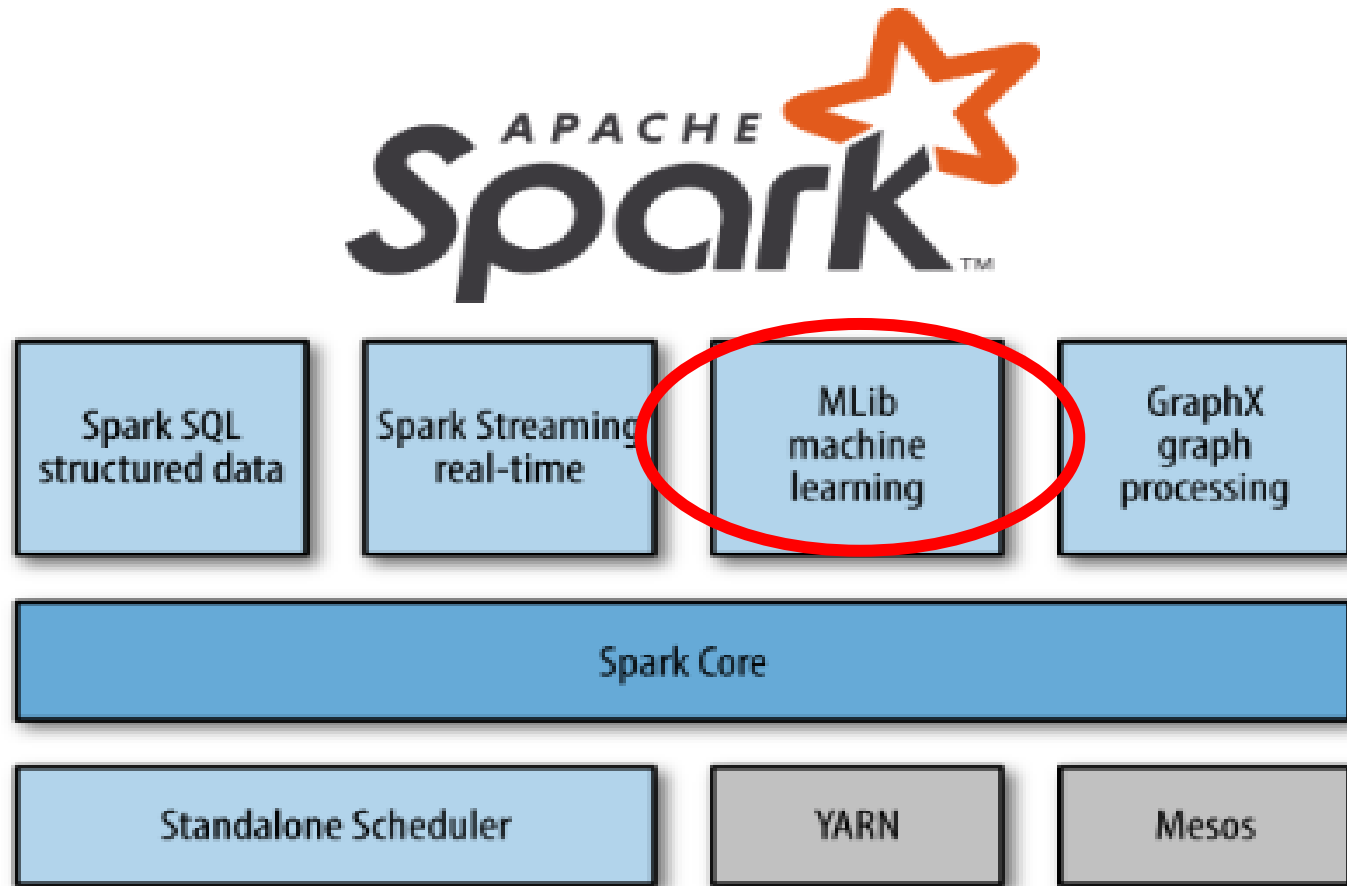 APACHE
Spark
TM
Spark SQL
structured data
Spark Streaming
real-time
MLib
machine
learning
GraphX
graph
processing
Spark Core
Standalone Scheduler
YARN
Mesos